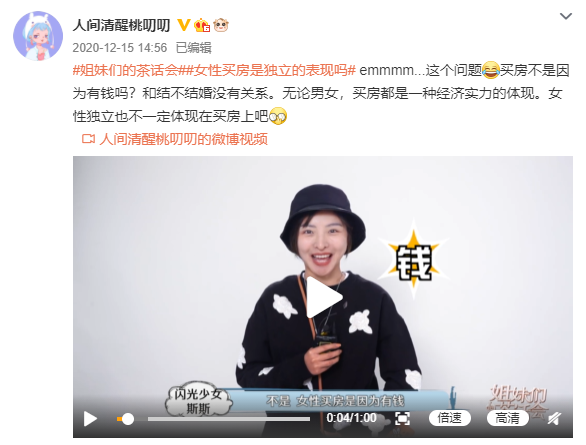 人间清醒桃叨叨
2020-12-15 14:56 已编辑
#姐妹们的茶话会##女性买房是独立的表现吗# emmmm...这个问题😂买房不是因
为有钱吗？和结不结婚没有关系。无论男女，买房都是一种经济实力的体现。女
性独立也不一定体现在买房上吧
人间清醒桃叨叨的微博视频
钱
闪光少女
斯斯
不是 女性买房是因为有钱
姐妹们
茶话会
0:04/1:00 倍速 高清